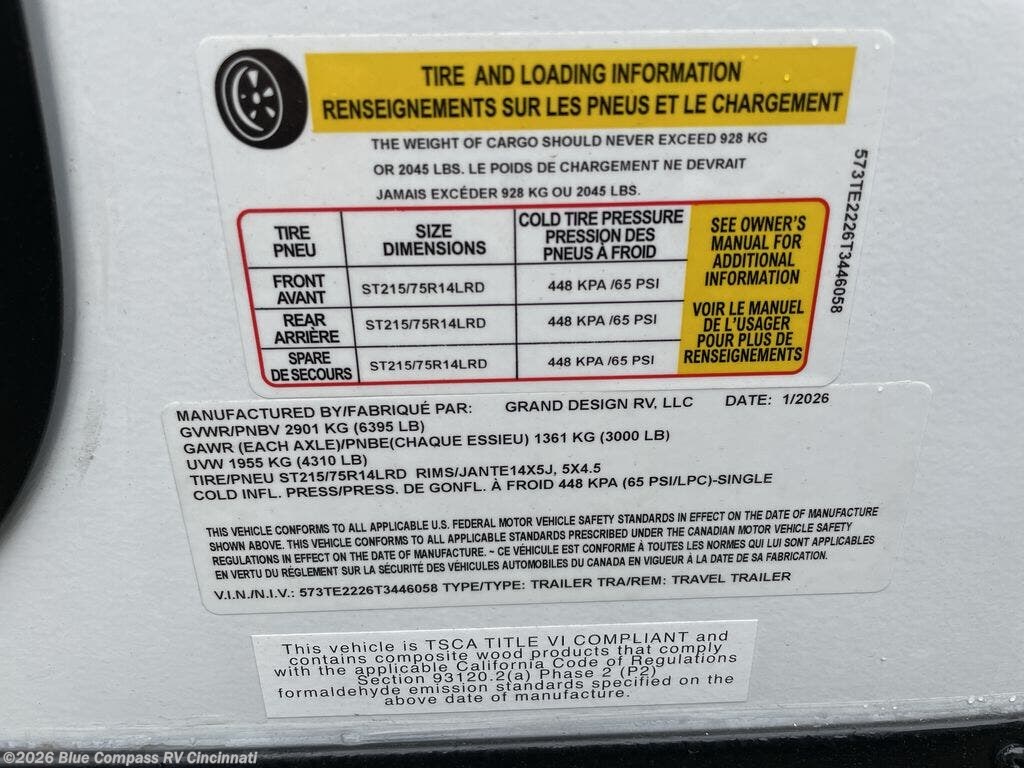 TIRE AND LOADING INFORMATION
RENSEIGNEMENTS SUR LES PNEUS ET LE CHARGEMENT
THE WEIGHT OF CARGO SHOULD NEVER EXCEED 928 KG
OR 2045 LBS. LE POIDS DE CHARGEMENT NE DEVRAIT
JAMAIS EXCÉDER 928 KG OU 2045 LBS.
TIRE
PNEU
SIZE
DIMENSIONS
COLD TIRE PRESSURE
PRESSION DES
PNEUS À FROID
FRONT
AVANT
ST215/75R14LRD
448 KPA /65 PSI
REAR
ARRIÈRE
ST215/75R14LRD
448 KPA /65 PSI
SPARE
DE SECOURS
ST215/75R14LRD
448 KPA /65 PSI
SEE OWNER'S
MANUAL FOR
ADDITIONAL
INFORMATION
VOIR LE MANUEL
DE L'USAGER
POUR PLUS DE
RENSEIGNEMENTS
573TE2226T3446058
MANUFACTURED BY/FABRIQUÉ PAR: GRAND DESIGN RV, LLC DATE: 1/2026
GVWR/PNBV 2901 KG (6395 LB)
GAWR (EACH AXLE)/PNBE(CHAQUE ESSIEU) 1361 KG (3000 LB)
UVW 1955 KG (4310 LB)
TIRE/PNEU ST215/75R14LRD RIMS/JANTE14X5J, 5X4.5
COLD INFL. PRESS/PRESS. DE GONFL. À FROID 448 KPA (65 PSI/LPC)-SINGLE
THIS VEHICLE CONFORMS TO ALL APPLICABLE U.S. FEDERAL MOTOR VEHICLE SAFETY STANDARDS IN EFFECT ON THE DATE OF MANUFACTURE
SHOWN ABOVE. THIS VEHICLE CONFORMS TO ALL APPLICABLE STANDARDS PRESCRIBED UNDER THE CANADIAN MOTOR VEHICLE SAFETY
REGULATIONS IN EFFECT ON THE DATE OF MANUFACTURE. ~ CE VÉHICULE EST CONFORME À TOUTES LES NORMES QUI LUI SONT APPLICABLES
EN VERTU DU RÉGLEMENT SUR LA SÉCURITÉ DES VÉHICULES AUTOMOBILES DU CANADA EN VIGUEUR À LA DATE DE SA FABRICATION.
V.I.N./N.I.V.: 573TE2226T3446058 TYPE/TYPE: TRAILER TRA/REM: TRAVEL TRAILER
This vehicle is TSCA TITLE VI COMPLIANT and
contains composite wood products that comply
with the applicable California Code of Regulations
Section 93120.2(a) Phase 2 (P2)
formaldehyde emission standards specified on the
above date of manufacture.
©2026 Blue Compass RV Cincinnati